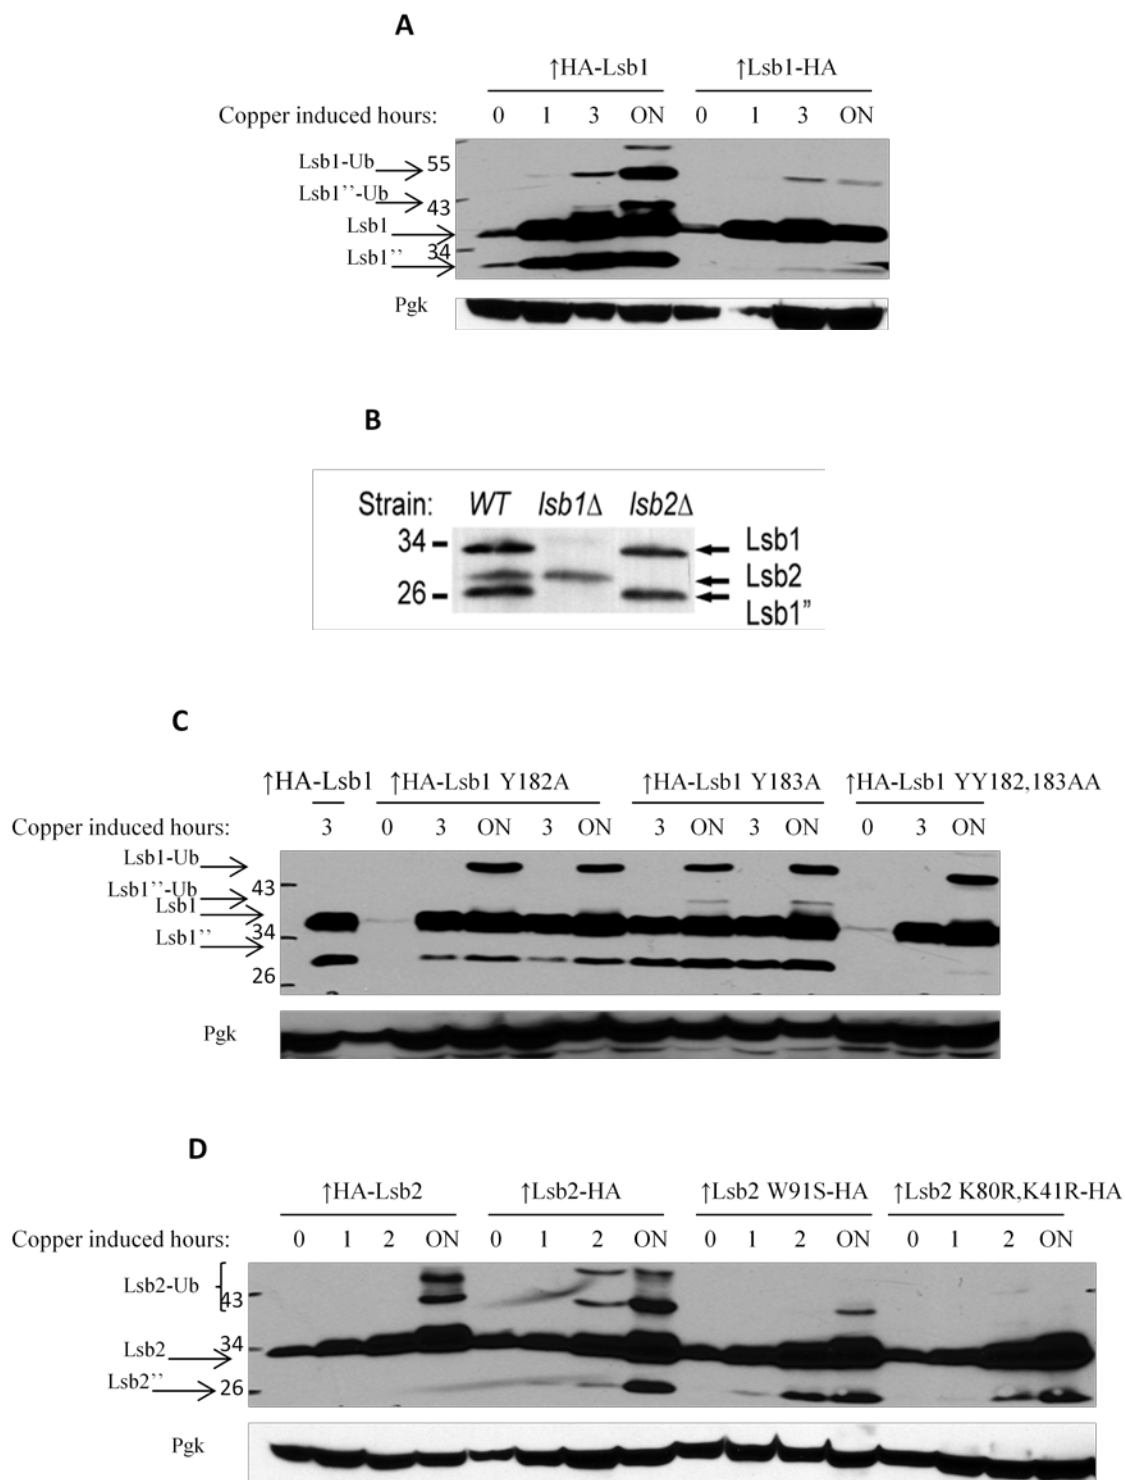 A
↑HA-Lsb1 ↑Lsb1-HA
Copper induced hours: 0 1 3 ON 0 1 3 ON
Lsb1-Ub 55
Lsb1’’-Ub 43
Lsb1
Lsb1’’ 34
Pgk
B
Strain: WT lsb1Δ lsb2Δ
34 Lsb1
Lsb2
26 Lsb1”
C
↑HA-Lsb1 ↑HA-Lsb1 Y182A ↑HA-Lsb1 Y183A ↑HA-Lsb1 YY182,183AA
Copper induced hours: 3 0 3 ON 3 ON 3 ON 3 ON 0 3 ON
Lsb1-Ub
Lsb1’’-Ub 43
Lsb1
Lsb1’’ 34
26
Pgk
D
↑HA-Lsb2 ↑Lsb2-HA ↑Lsb2 W91S-HA ↑Lsb2 K80R,K41R-HA
Copper induced hours: 0 1 2 ON 0 1 2 ON 0 1 2 ON 0 1 2 ON
Lsb2-Ub 43
Lsb2 34
Lsb2’’ 26
Pgk